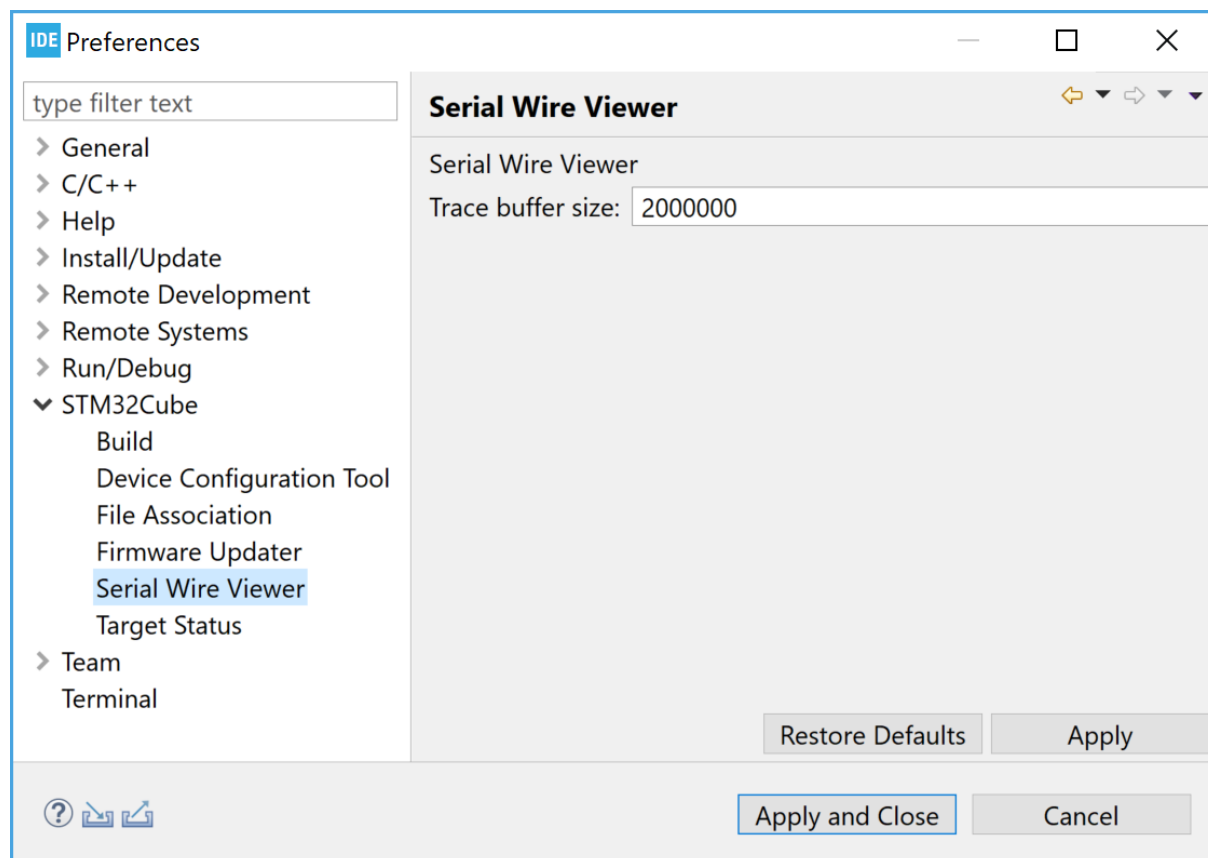 IDE Preferences
type filter text
General
C/C++
Help
Install/Update
Remote Development
Remote Systems
Run/Debug
STM32Cube
Build
Device Configuration Tool
File Association
Firmware Updater
Serial Wire Viewer
Target Status
Team
Terminal
Serial Wire Viewer
Serial Wire Viewer
Trace buffer size: 2000000
Restore Defaults Apply
? Apply and Close Cancel